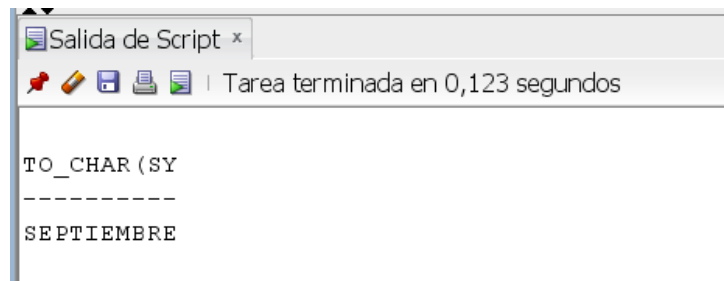 Salida de Script
Tarea terminada en 0,123 segundos
TO_CHAR(SY
----------
SEPTIEMBRE